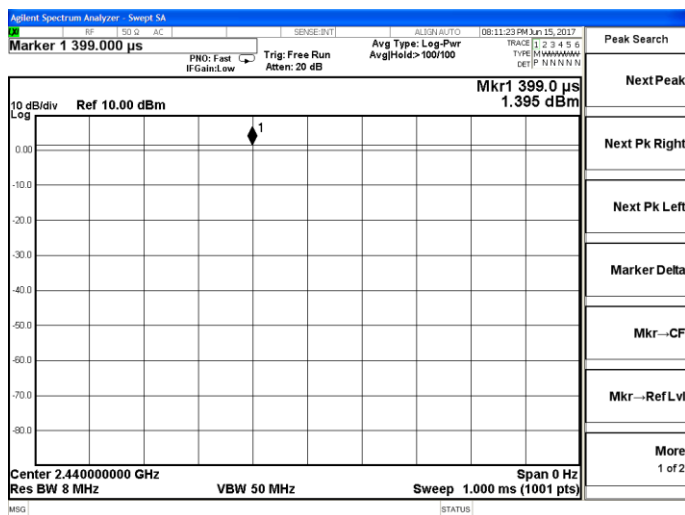 Agilent Spectrum Analyzer - Swept SA
LXI RF 50 Ω AC SENSE:INT ALIGN AUTO 08:11:23 PM Jun 15, 2017
Marker 1 399.000 µs
PNO: Fast
IFGain:Low
Trig: Free Run
Atten: 20 dB
Avg Type: Log-Pwr
Avg|Hold:>100/100
TRACE 1 2 3 4 5 6
TYPE M WWWWW
DET P N N N N N
Mkr1 399.0 µs
1.395 dBm
10 dB/div Ref 10.00 dBm
Log
1
0.00
-10.0
-20.0
-30.0
-40.0
-50.0
-60.0
-70.0
-80.0
Center 2.440000000 GHz Span 0 Hz
Res BW 8 MHz VBW 50 MHz Sweep 1.000 ms (1001 pts)
MSG STATUS
Peak Search
Next Peak
Next Pk Right
Next Pk Left
Marker Delta
Mkr→CF
Mkr→Ref Lvl
More
1 of 2